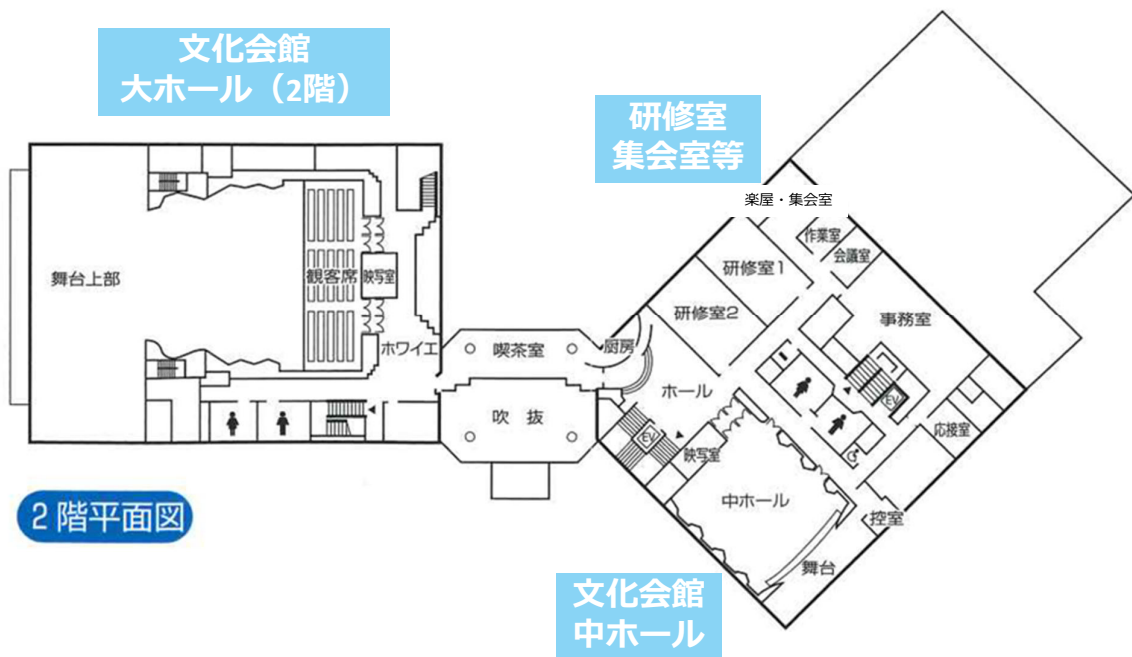 文化会館
大ホール（2階）
研修室
集会室等
楽屋・集会室
作業室
会議室
研修室1
舞台上部
観客席
映写室
研修室2
事務室
ホワイエ
喫茶室
厨房
ホール
EV
吹 抜
応接室
EV
映写室
中ホール
控室
2階平面図
舞台
文化会館
中ホール